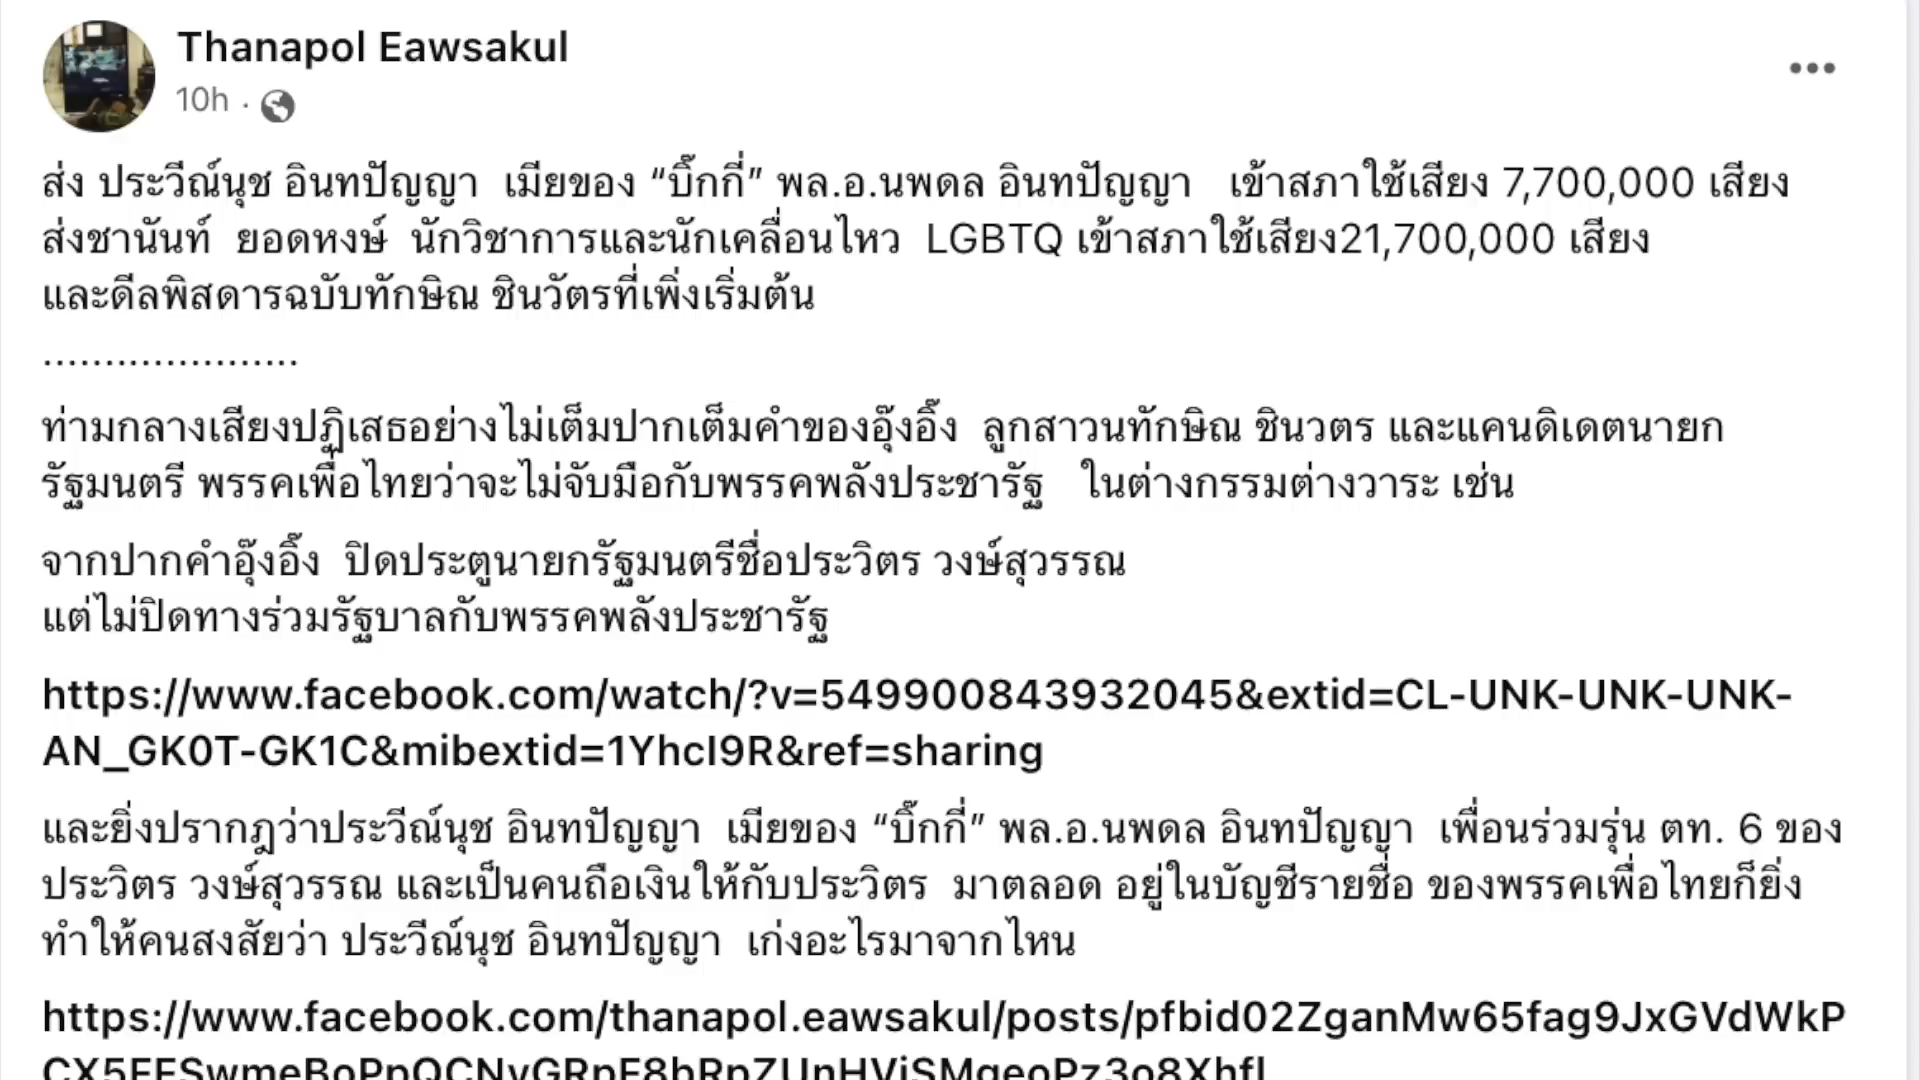 Thanapol Eawsakul
10h ·
ส่ง ประวีณ์นุช อินทปัญญา เมียของ “บิ๊กกี่” พล.อ.นพดล อินทปัญญา เข้าสภาใช้เสียง 7,700,000 เสียง
ส่งชานันท์ ยอดหงษ์ นักวิชาการและนักเคลื่อนไหว LGBTQ เข้าสภาใช้เสียง21,700,000 เสียง
และดีลพิสดารฉบับทักษิณ ชินวัตรที่เพิ่งเริ่มต้น
.....................
ท่ามกลางเสียงปฏิเสธอย่างไม่เต็มปากเต็มคำของอุ๊งอิ๊ง ลูกสาวนทักษิณ ชินวตร และแคนดิเดตนายก
รัฐมนตรี พรรคเพื่อไทยว่าจะไม่จับมือกับพรรคพลังประชารัฐ ในต่างกรรมต่างวาระ เช่น
จากปากคำอุ๊งอิ๊ง ปิดประตูนายกรัฐมนตรีชื่อประวิตร วงษ์สุวรรณ
แต่ไม่ปิดทางร่วมรัฐบาลกับพรรคพลังประชารัฐ
https://www.facebook.com/watch/?v=549900843932045&extid=CL-UNK-UNK-UNK-
AN_GK0T-GK1C&mibextid=1YhcI9R&ref=sharing
และยิ่งปรากฎว่าประวีณ์นุช อินทปัญญา เมียของ “บิ๊กกี่” พล.อ.นพดล อินทปัญญา เพื่อนร่วมรุ่น ตท. 6 ของ
ประวิตร วงษ์สุวรรณ และเป็นคนถือเงินให้กับประวิตร มาตลอด อยู่ในบัญชีรายชื่อ ของพรรคเพื่อไทยก็ยิ่ง
ทำให้คนสงสัยว่า ประวีณ์นุช อินทปัญญา เก่งอะไรมาจากไหน
https://www.facebook.com/thanapol.eawsakul/posts/pfbid02ZganMw65fag9JxGVdWkP